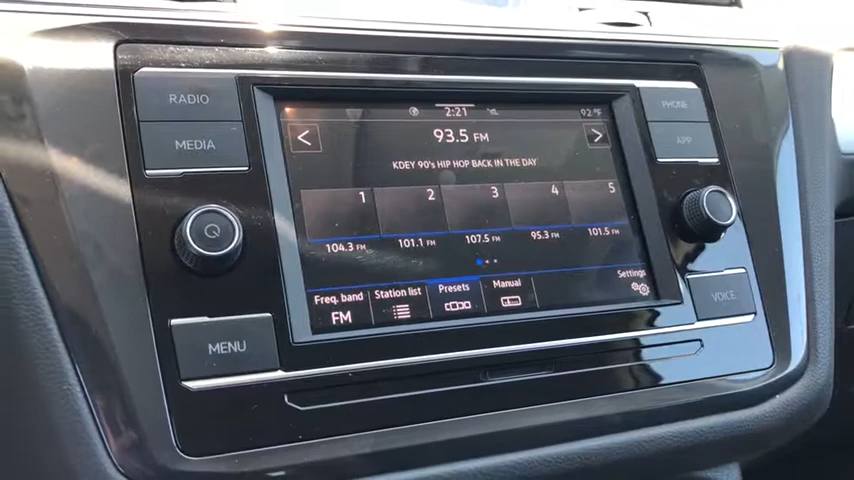 RADIO
MEDIA
MENU
2:21
92°F
93.5 FM
KDEY 90'S HIP HOP BACK IN THE DAY
1 2 3 4 5
104.3 FM 101.1 FM 107.5 FM 95.3 FM 101.5 FM
Freq. band Station list Presets Manual Settings
FM
PHONE
APP
VOICE